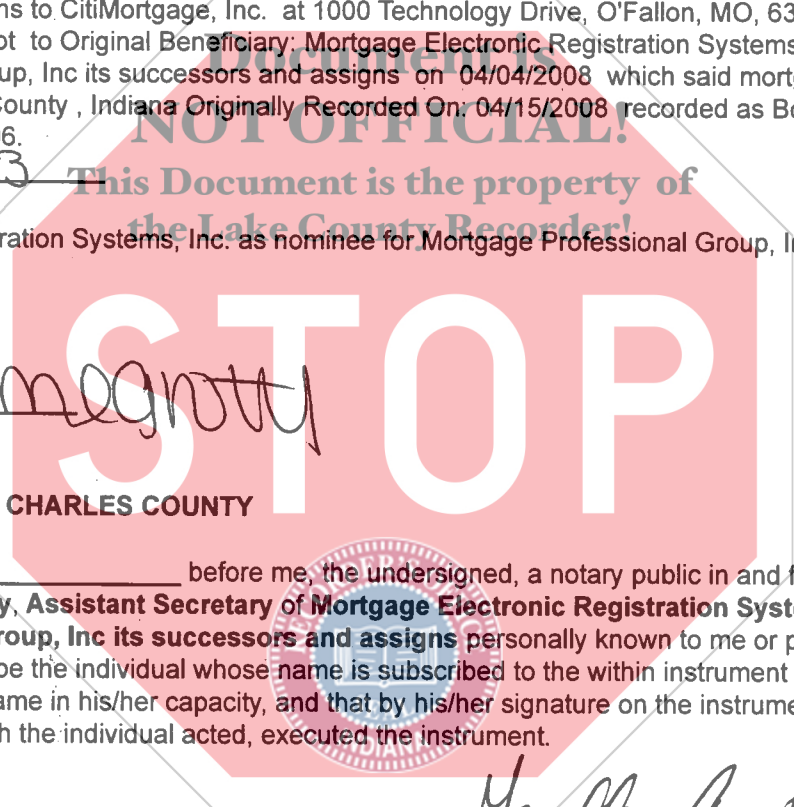 ns to CitiMortgage, Inc. at 1000 Technology Drive, O'Fallon, MO, 63
Document is
ot to Original Beneficiary: Mortgage Electronic Registration Systems
up, Inc its successors and assigns on 04/04/2008 which said mort
County , Indiana Originally Recorded On: 04/15/2008 recorded as Bo
NOT OFFICIAL!
6.
3
This Document is the property of
the Lake County Recorder!
ration Systems, Inc. as nominee for Mortgage Professional Group, I
STOP
CHARLES COUNTY
before me, the undersigned, a notary public in and f
y, Assistant Secretary of Mortgage Electronic Registration Syst
roup, Inc its successors and assigns personally known to me or p
be the individual whose name is subscribed to the within instrument
ame in his/her capacity, and that by his/her signature on the instrume
h the individual acted, executed the instrument.
INDIANA